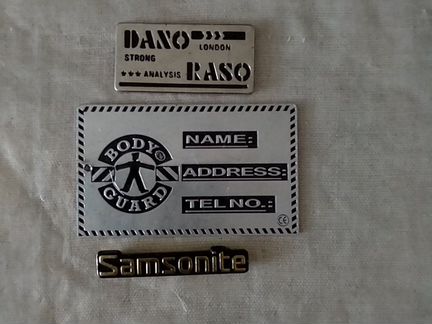 DANO
LONDON
STRONG
*** ANALYSIS RASO
BODY
GUARD
NAME:
ADDRESS:
TEL NO.:
CE
Samsonite